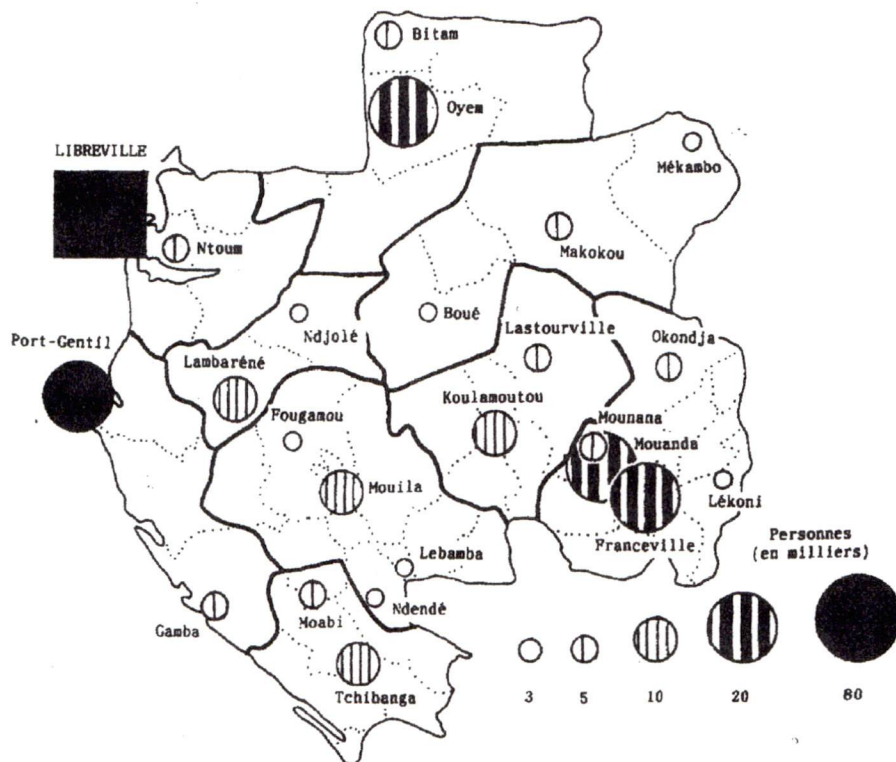 Bitam
Oyem
LIBREVILLE
Mékambo
Ntoum
Makokou
Ndjolé
Boué
Lastourville
Okondja
Port-Gentil
Lambaréné
Koulamoutou
Fougamou
Mounana
Mouanda
Mouila
Lékoni
Franceville
Personnes
(en milliers)
Lebamba
Ndendé
Gamba
Moabi
Tchibanga
3 5 10 20 80